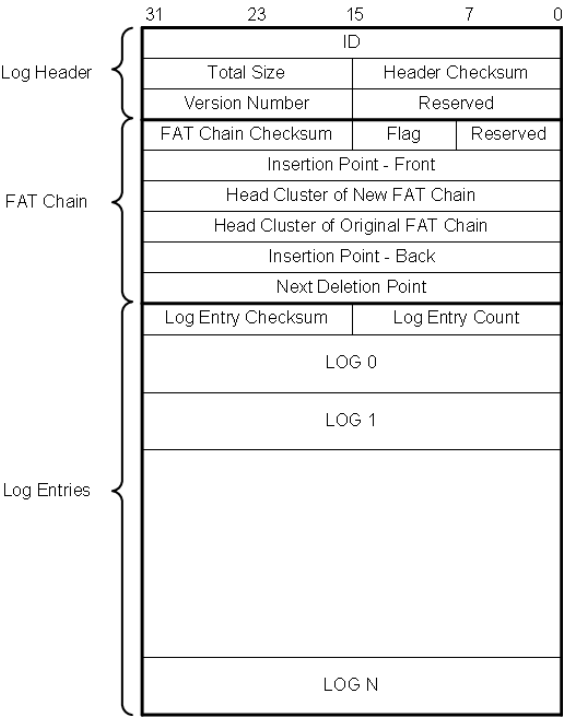 31 23 15 7 0
ID
Log Header
Total Size Header Checksum
Version Number Reserved
FAT Chain Checksum Flag Reserved
Insertion Point - Front
FAT Chain
Head Cluster of New FAT Chain
Head Cluster of Original FAT Chain
Insertion Point - Back
Next Deletion Point
Log Entry Checksum Log Entry Count
LOG 0
LOG 1
Log Entries
LOG N